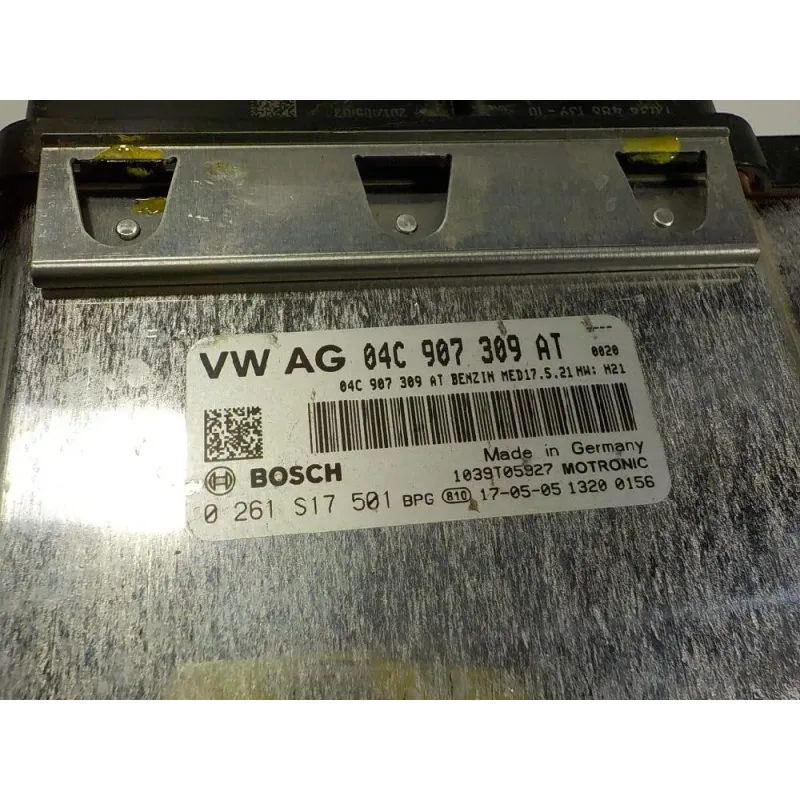 VW AG 04C 907 309 AT 0020
04C 907 309 AT BENZIN MED17.5.21 HW: H21
Made in Germany
BOSCH 1039T05927 MOTRONIC
0 261 S17 501 BPG 810 17-05-05 1320 0156